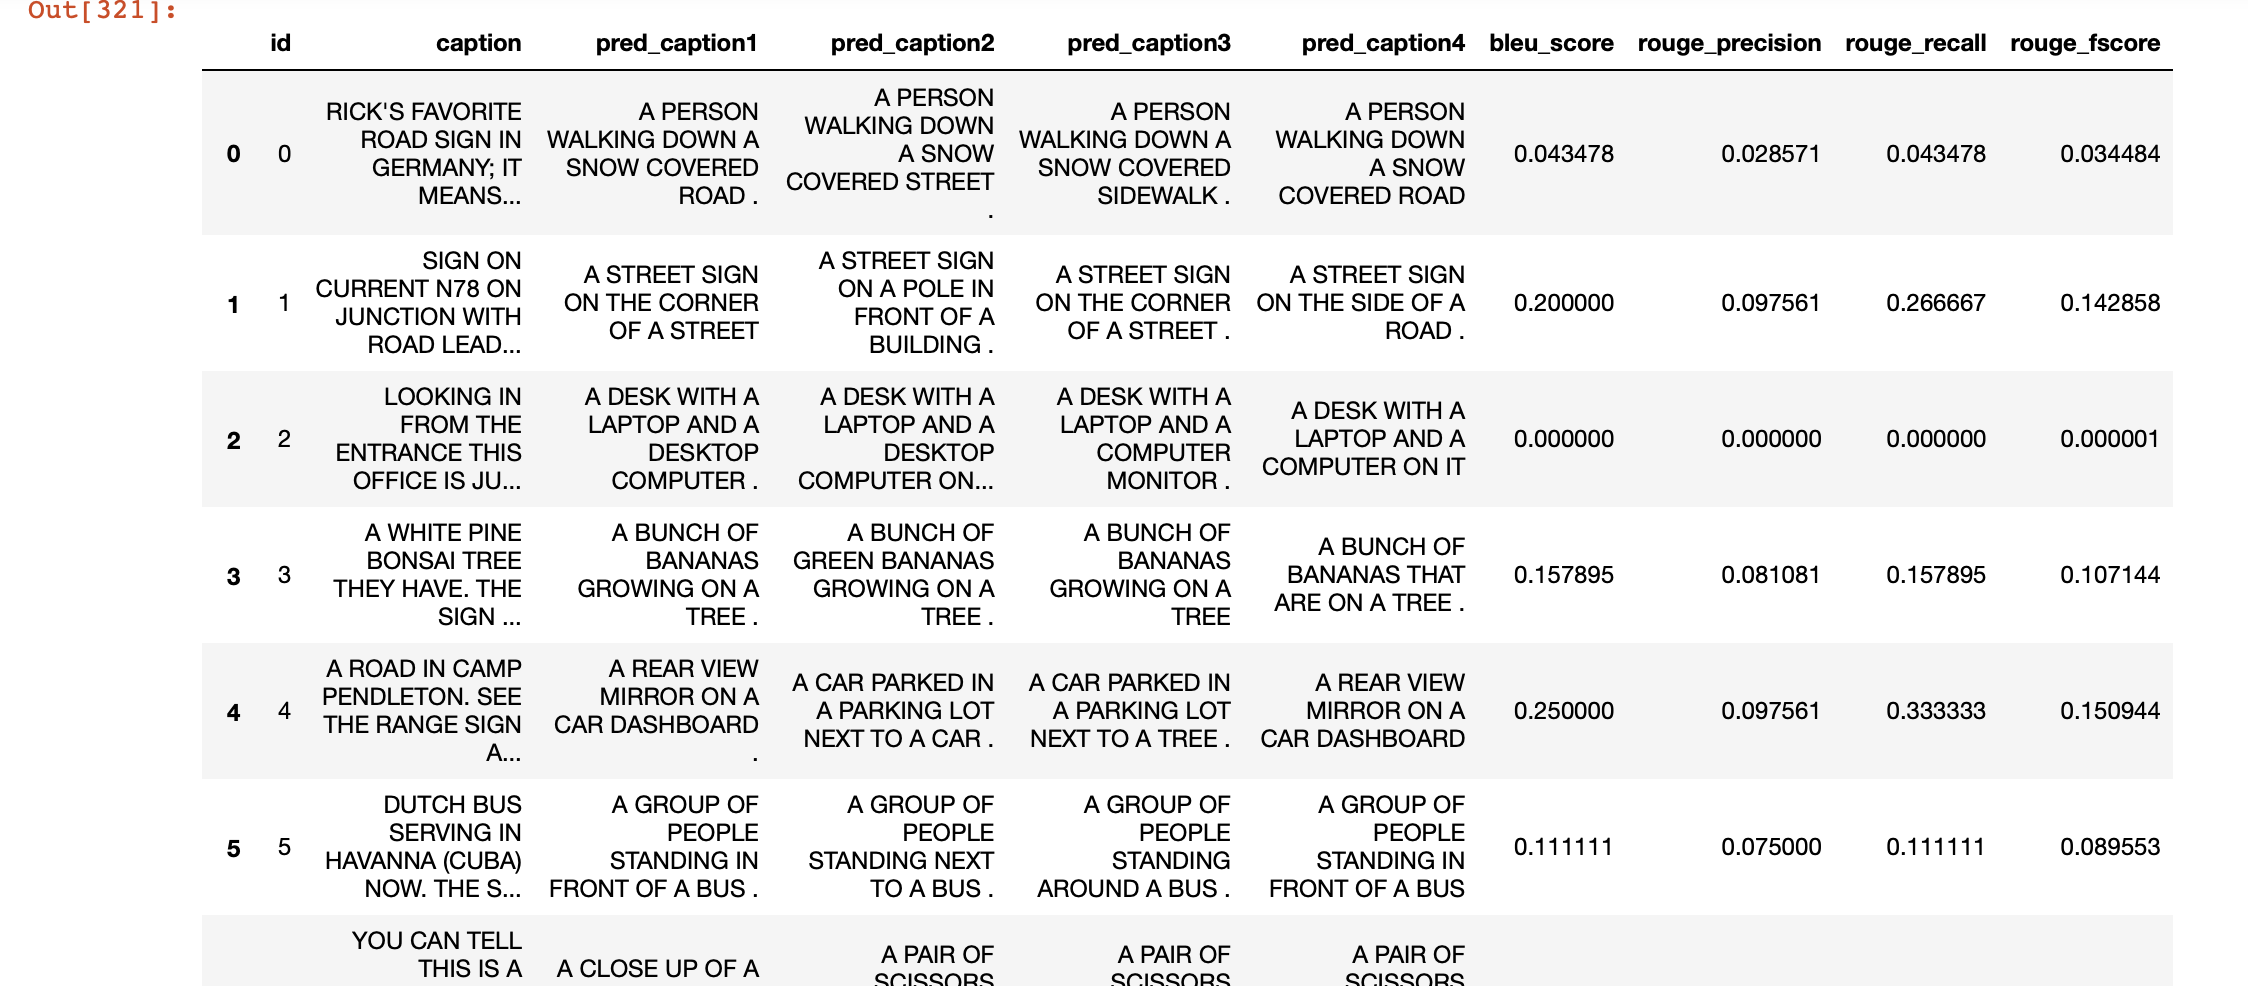 Out[321]:
id caption pred_caption1 pred_caption2 pred_caption3 pred_caption4 bleu_score rouge_precision rouge_recall rouge_fscore
0 0
RICK'S FAVORITE
ROAD SIGN IN
GERMANY; IT
MEANS...
A PERSON
WALKING DOWN A
SNOW COVERED
ROAD .
A PERSON
WALKING DOWN
A SNOW
COVERED STREET
.
A PERSON
WALKING DOWN A
SNOW COVERED
SIDEWALK .
A PERSON
WALKING DOWN
A SNOW
COVERED ROAD
0.043478 0.028571 0.043478 0.034484
1 1
SIGN ON
CURRENT N78 ON
JUNCTION WITH
ROAD LEAD...
A STREET SIGN
ON THE CORNER
OF A STREET
A STREET SIGN
ON A POLE IN
FRONT OF A
BUILDING .
A STREET SIGN
ON THE CORNER
OF A STREET .
A STREET SIGN
ON THE SIDE OF A
ROAD .
0.200000 0.097561 0.266667 0.142858
2 2
LOOKING IN
FROM THE
ENTRANCE THIS
OFFICE IS JU...
A DESK WITH A
LAPTOP AND A
DESKTOP
COMPUTER .
A DESK WITH A
LAPTOP AND A
DESKTOP
COMPUTER ON...
A DESK WITH A
LAPTOP AND A
COMPUTER
MONITOR .
A DESK WITH A
LAPTOP AND A
COMPUTER ON IT
0.000000 0.000000 0.000000 0.000001
3 3
A WHITE PINE
BONSAI TREE
THEY HAVE. THE
SIGN ...
A BUNCH OF
BANANAS
GROWING ON A
TREE .
A BUNCH OF
GREEN BANANAS
GROWING ON A
TREE .
A BUNCH OF
BANANAS
GROWING ON A
TREE
A BUNCH OF
BANANAS THAT
ARE ON A TREE .
0.157895 0.081081 0.157895 0.107144
4 4
A ROAD IN CAMP
PENDLETON. SEE
THE RANGE SIGN
A...
A REAR VIEW
MIRROR ON A
CAR DASHBOARD
.
A CAR PARKED IN
A PARKING LOT
NEXT TO A CAR .
A CAR PARKED IN
A PARKING LOT
NEXT TO A TREE .
A REAR VIEW
MIRROR ON A
CAR DASHBOARD
0.250000 0.097561 0.333333 0.150944
5 5
DUTCH BUS
SERVING IN
HAVANNA (CUBA)
NOW. THE S...
A GROUP OF
PEOPLE
STANDING IN
FRONT OF A BUS .
A GROUP OF
PEOPLE
STANDING NEXT
TO A BUS .
A GROUP OF
PEOPLE
STANDING
AROUND A BUS .
A GROUP OF
PEOPLE
STANDING IN
FRONT OF A BUS
0.111111 0.075000 0.111111 0.089553
YOU CAN TELL
THIS IS A
A CLOSE UP OF A
A PAIR OF
SCISSORS
A PAIR OF
SCISSORS
A PAIR OF
SCISSORS